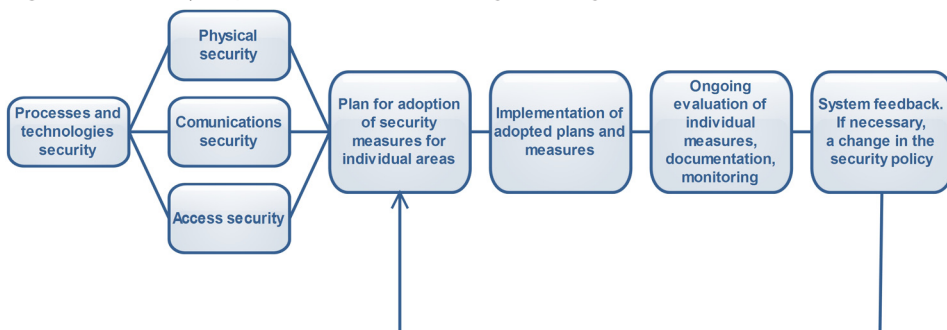 Processes and
technologies
security
Physical
security
Comunications
security
Access security
Plan for adoption
of security
measures for
individual areas
Implementation of
adopted plans and
measures
Ongoing
evaluation of
individual
measures,
documentation,
monitoring
System feedback.
If necessary,
a change in the
security policy